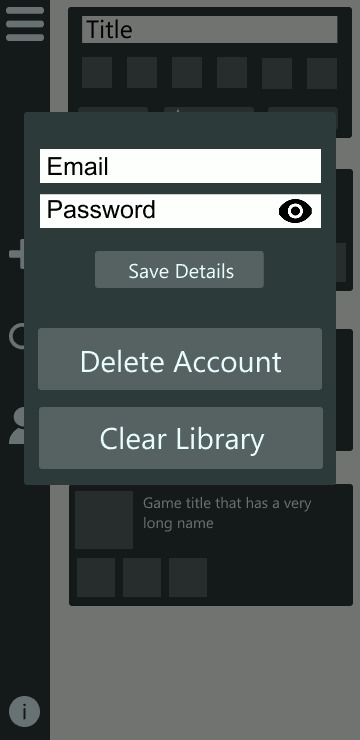 Title
Email
Password
Save Details
Delete Account
Clear Library
Game title that has a very
long name
i